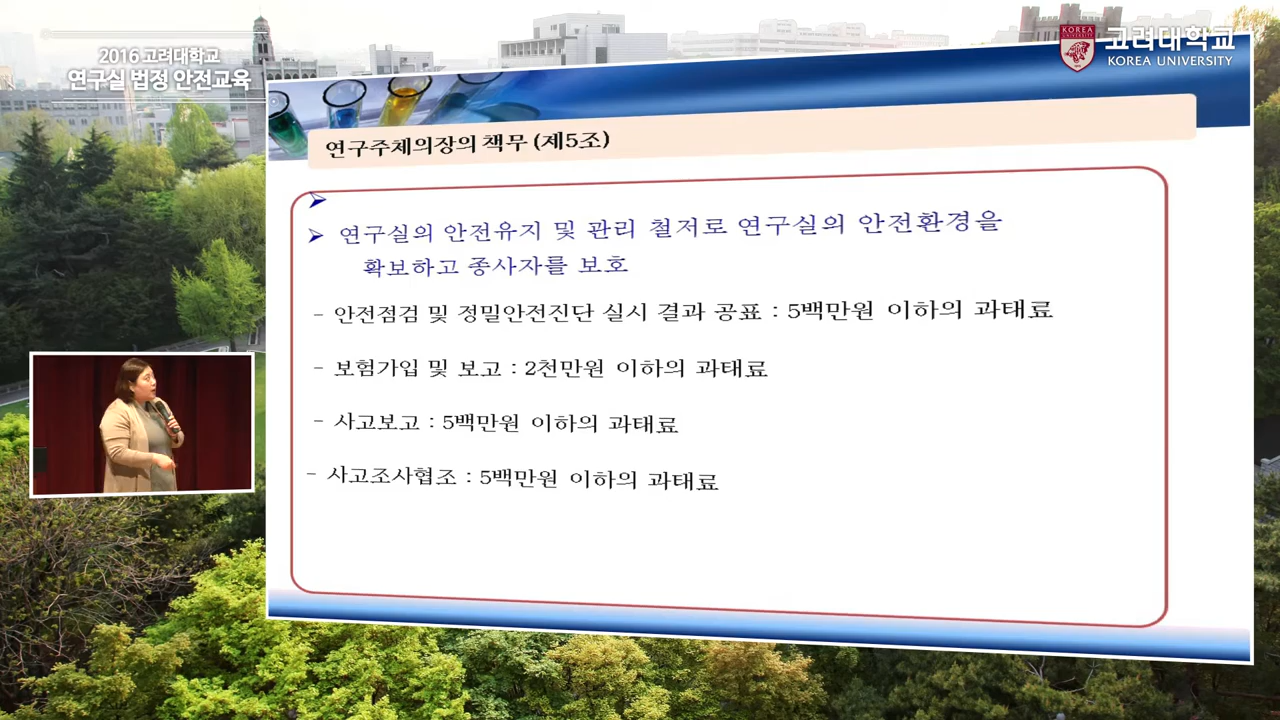 2016 고려대학교
연구실 법정 안전교육
KOREA
UNIVERSITY
고려대학교
KOREA UNIVERSITY
연구주체의장의 책무 (제5조)
연구실의 안전유지 및 관리 철저로 연구실의 안전환경을
확보하고 종사자를 보호
- 안전점검 및 정밀안전진단 실시 결과 공표 : 5백만원 이하의 과태료
- 보험가입 및 보고 : 2천만원 이하의 과태료
- 사고보고 : 5백만원 이하의 과태료
- 사고조사협조 : 5백만원 이하의 과태료